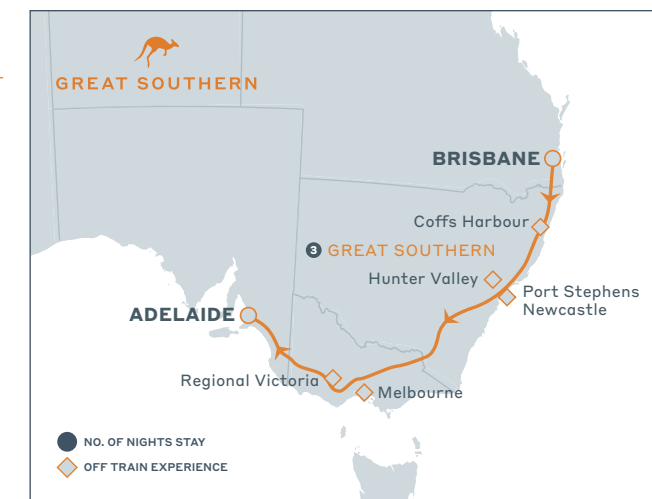 GREAT SOUTHERN
BRISBANE
Coffs Harbour
3 GREAT SOUTHERN
Hunter Valley
Port Stephens
Newcastle
ADELAIDE
Regional Victoria
Melbourne
NO. OF NIGHTS STAY
OFF TRAIN EXPERIENCE